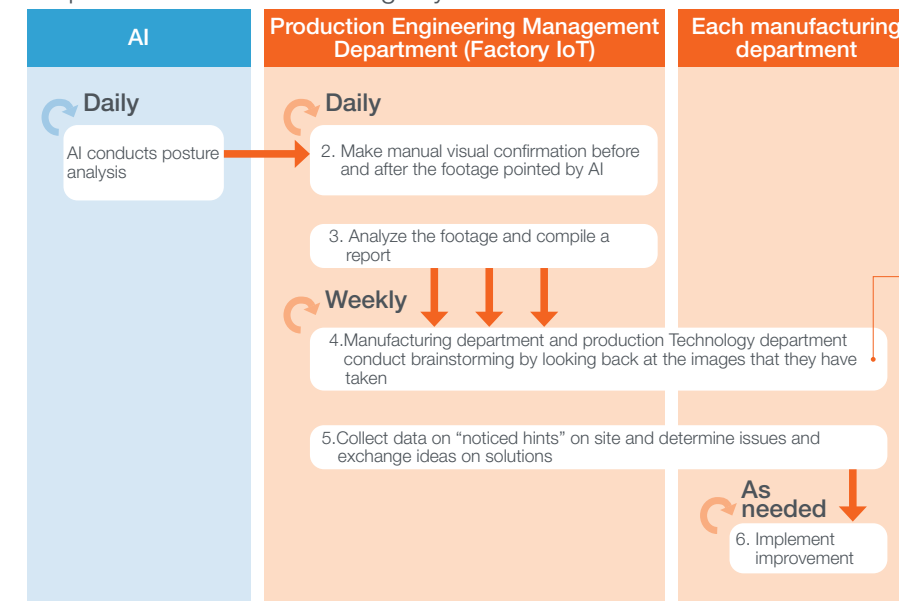 AI
Production Engineering Management
Department (Factory IoT)
Each manufacturing
department
Daily
AI conducts posture
analysis
Daily
2. Make manual visual confirmation before
and after the footage pointed by AI
3. Analyze the footage and compile a
report
Weekly
4.Manufacturing department and production Technology department
conduct brainstorming by looking back at the images that they have
taken
5.Collect data on “noticed hints” on site and determine issues and
exchange ideas on solutions
As
needed
6. Implement
improvement